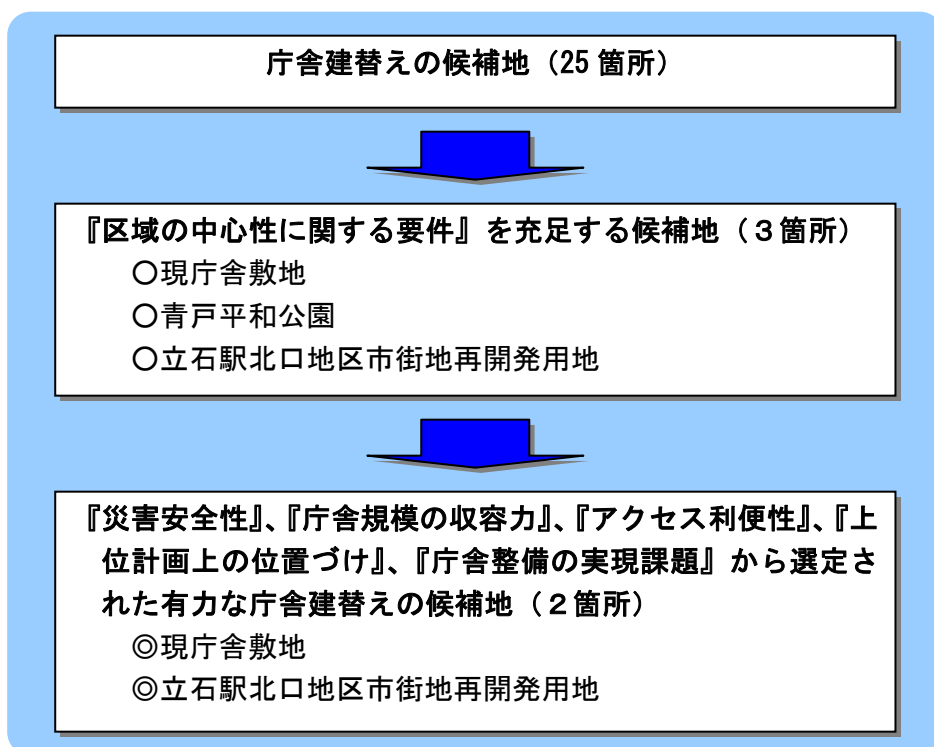 庁舎建替えの候補地（25 箇所）
『区域の中心性に関する要件』を充足する候補地（３箇所）
〇現庁舎敷地
〇青戸平和公園
〇立石駅北口地区市街地再開発用地
『災害安全性』、『庁舎規模の収容力』、『アクセス利便性』、『上
位計画上の位置づけ』、『庁舎整備の実現課題』から選定さ
れた有力な庁舎建替えの候補地（２箇所）
◎現庁舎敷地
◎立石駅北口地区市街地再開発用地